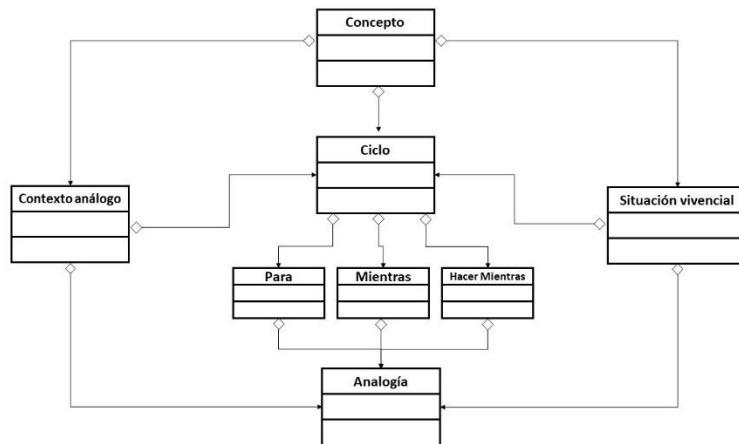 Concepto
Ciclo
Contexto análogo
Situación vivencial
Para
Mientras
Hacer Mientras
Analogía